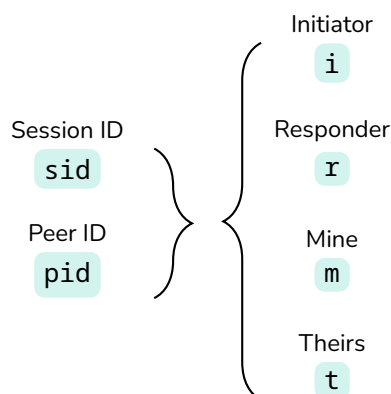 Initiator
i
Session ID
sid
Responder
r
Peer ID
pid
Mine
m
Theirs
t